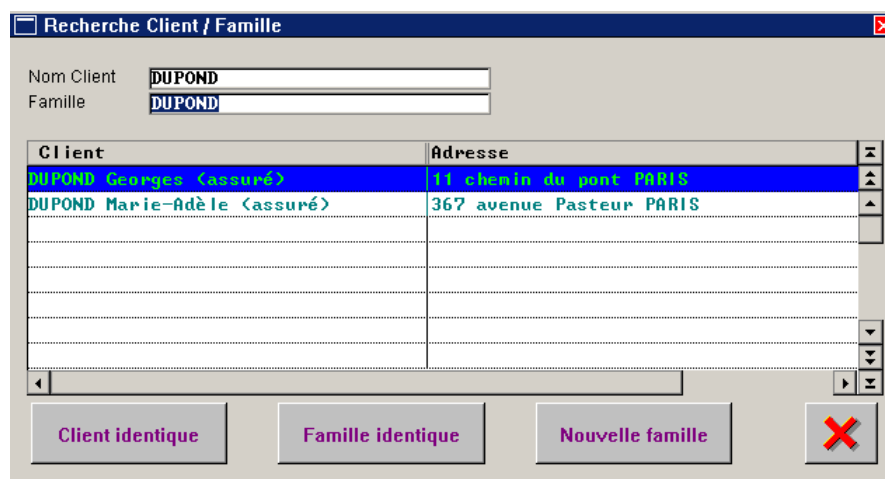 Recherche Client / Famille
Nom Client DUPOND
Famille DUPOND
Client Adresse
DUPOND Georges (assuré) 11 chemin du pont PARIS
DUPOND Marie-Adèle (assuré) 367 avenue Pasteur PARIS
Client identique Famille identique Nouvelle famille